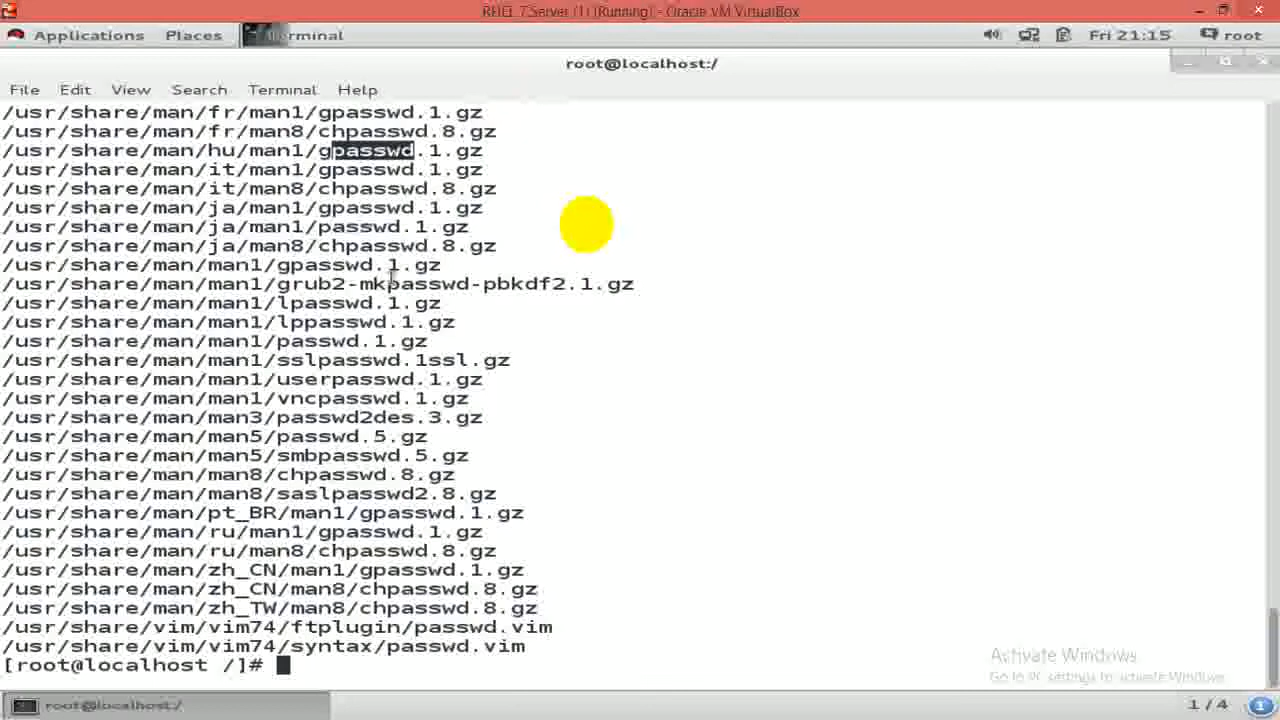 RHEL 7 Server (1) [Running] - Oracle VM VirtualBox
Applications Places Terminal Fri 21:15 root
root@localhost:/
File Edit View Search Terminal Help
/usr/share/man/fr/man1/gpasswd.1.gz
/usr/share/man/fr/man8/chpasswd.8.gz
/usr/share/man/hu/man1/gpasswd.1.gz
/usr/share/man/it/man1/gpasswd.1.gz
/usr/share/man/it/man8/chpasswd.8.gz
/usr/share/man/ja/man1/gpasswd.1.gz
/usr/share/man/ja/man1/passwd.1.gz
/usr/share/man/ja/man8/chpasswd.8.gz
/usr/share/man/man1/gpasswd.1.gz
/usr/share/man/man1/grub2-mkpasswd-pbkdf2.1.gz
/usr/share/man/man1/lpasswd.1.gz
/usr/share/man/man1/lppasswd.1.gz
/usr/share/man/man1/passwd.1.gz
/usr/share/man/man1/sslpasswd.1ssl.gz
/usr/share/man/man1/userpasswd.1.gz
/usr/share/man/man1/vncpasswd.1.gz
/usr/share/man/man3/passwd2des.3.gz
/usr/share/man/man5/passwd.5.gz
/usr/share/man/man5/smbpasswd.5.gz
/usr/share/man/man8/chpasswd.8.gz
/usr/share/man/man8/saslpasswd2.8.gz
/usr/share/man/pt_BR/man1/gpasswd.1.gz
/usr/share/man/ru/man1/gpasswd.1.gz
/usr/share/man/ru/man8/chpasswd.8.gz
/usr/share/man/zh_CN/man1/gpasswd.1.gz
/usr/share/man/zh_CN/man8/chpasswd.8.gz
/usr/share/man/zh_TW/man8/chpasswd.8.gz
/usr/share/vim/vim74/ftplugin/passwd.vim
/usr/share/vim/vim74/syntax/passwd.vim
[root@localhost /]#
Activate Windows
Go to PC settings to activate Windows.
root@localhost:/ 1 / 4 1